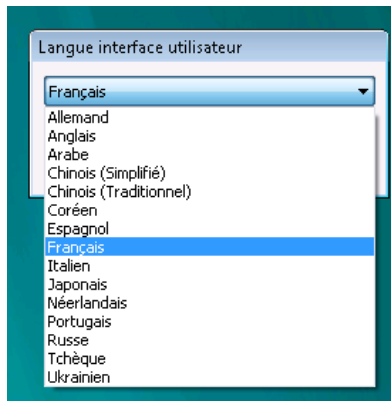 Langue interface utilisateur
Français
Allemand
Anglais
Arabe
Chinois (Simplifié)
Chinois (Traditionnel)
Coréen
Espagnol
Français
Italien
Japonais
Néerlandais
Portugais
Russe
Tchèque
Ukrainien